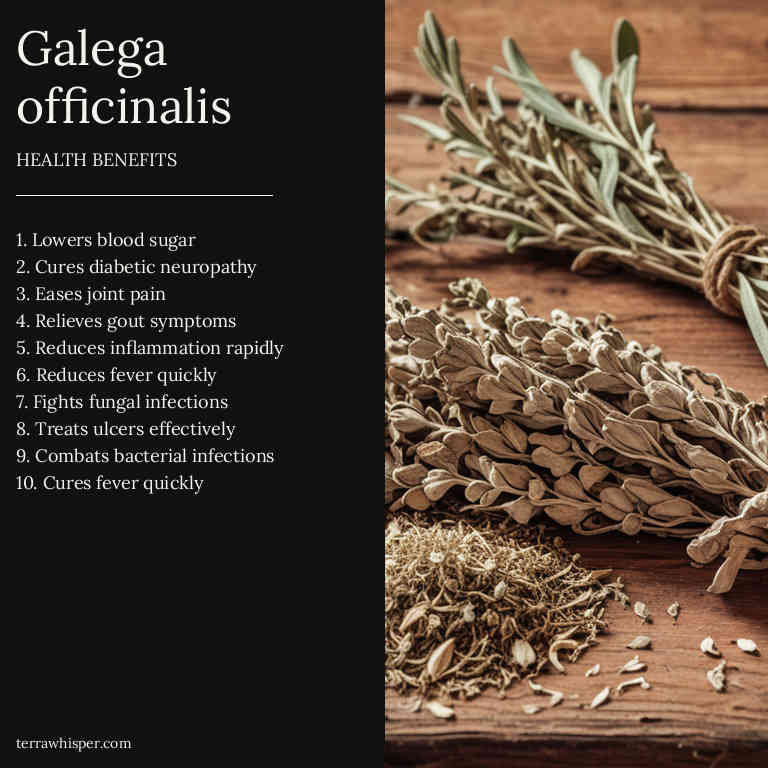 Galega
officinalis
HEALTH BENEFITS
1. Lowers blood sugar
2. Cures diabetic neuropathy
3. Eases joint pain
4. Relieves gout symptoms
5. Reduces inflammation rapidly
6. Reduces fever quickly
7. Fights fungal infections
8. Treats ulcers effectively
9. Combats bacterial infections
10. Cures fever quickly
terrawhisper.com